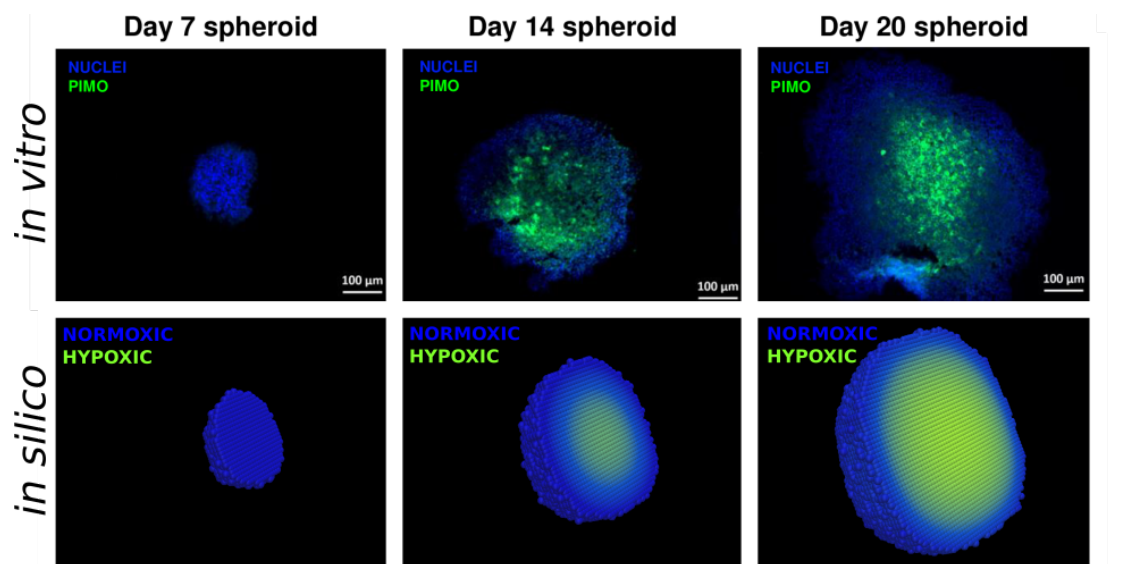 Day 7 spheroid
Day 14 spheroid
Day 20 spheroid
in vitro
NUCLEI
PIMO
100 µm
NUCLEI
PIMO
100 µm
NUCLEI
PIMO
100 µm
in silico
NORMOXIC
HYPOXIC
NORMOXIC
HYPOXIC
NORMOXIC
HYPOXIC